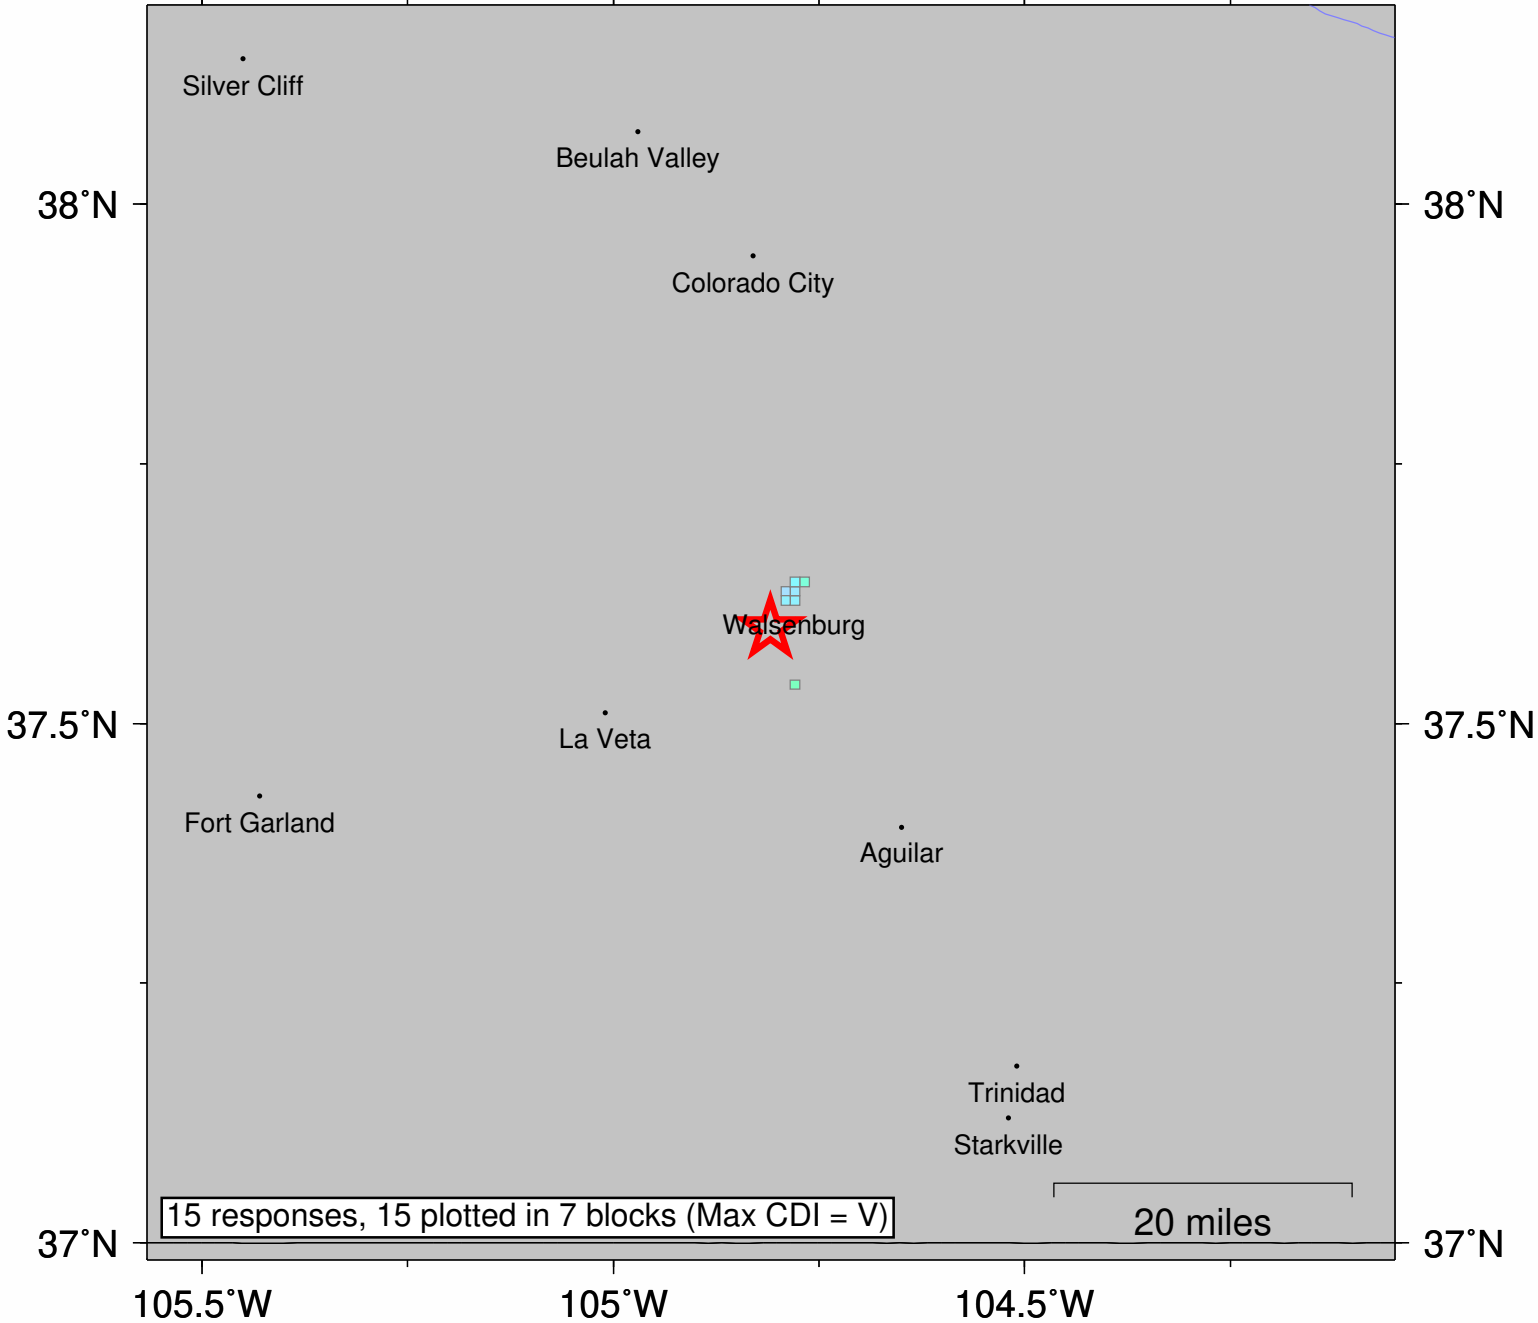 Silver Cliff
Beulah Valley
38˚N
38˚N
Colorado City
Walsenburg
37.5˚N
37.5˚N
La Veta
Fort Garland
Aguilar
Trinidad
Starkville
15 responses, 15 plotted in 7 blocks (Max CDI = V)
20 miles
37˚N
37˚N
105.5˚W
105˚W
104.5˚W